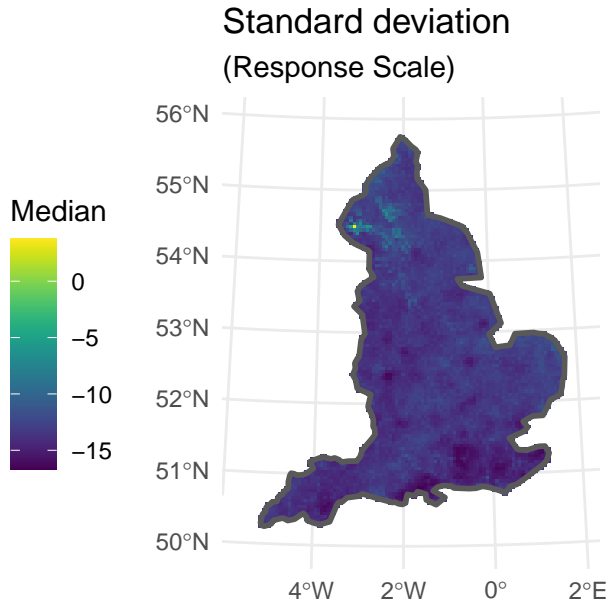 Standard deviation
(Response Scale)
Median
0
−5
−10
−15
56°N
55°N
54°N
53°N
52°N
51°N
50°N
4°W 2°W 0° 2°E